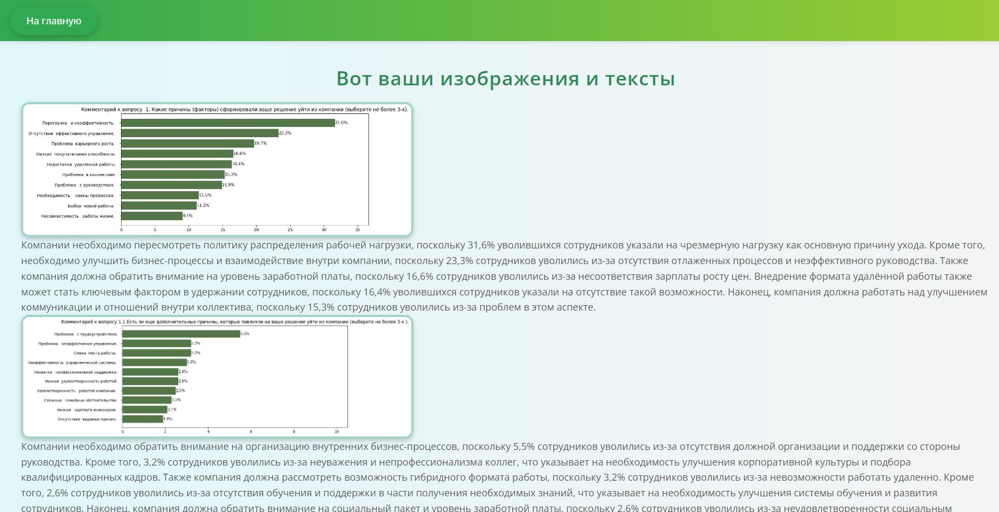 На главную
Вот ваши изображения и тексты
Комментарий к вопросу 1. Какие причины (факторы) сформировали ваше решение уйти из компании (выберите не более 3-х).
Перегрузка и неэффективность. 31.6%
Отсутствие эффективного управления. 23.3%
Проблема карьерного роста. 19.7%
Низкая покупательная способность. 16.6%
Недостатки удалённой работы. 16.4%
Проблема в коллективе 15.3%
Проблема с руководством. 14.9%
Необходимость смены профессии. 11.5%
Выбор новой работы. 11.2%
Несовместимость работы жизни. 9.1%
0 5 10 15 20 25 30 35
Компании необходимо пересмотреть политику распределения рабочей нагрузки, поскольку 31,6% уволившихся сотрудников указали на чрезмерную нагрузку как основную причину ухода. Кроме того,
необходимо улучшить бизнес-процессы и взаимодействие внутри компании, поскольку 23,3% сотрудников уволились из-за отсутствия отлаженных процессов и неэффективного руководства. Также
компания должна обратить внимание на уровень заработной платы, поскольку 16,6% сотрудников уволились из-за несоответствия зарплаты росту цен. Внедрение формата удалённой работы также
может стать ключевым фактором в удержании сотрудников, поскольку 16,4% уволившихся сотрудников указали на отсутствие такой возможности. Наконец, компания должна работать над улучшением
коммуникации и отношений внутри коллектива, поскольку 15,3% сотрудников уволились из-за проблем в этом аспекте.
Комментарий к вопросу 1.1 Есть ли еще дополнительные причины, которые повлияли на ваше решение уйти из компании (выберите не более 3-х ).
Проблема с трудоустройством. 5.5%
Проблема: неэффективное управление. 3.2%
Смена места работы. 3.2%
Неэффективность управленческой системы. 3.0%
Нехватка профессиональной поддержки. 2.6%
Низкая удовлетворенность работой. 2.6%
Удовлетворенность работой компании. 2.5%
Сложные семейные обстоятельства 2.3%
Низкая зарплата инженеров. 2.1%
Отсутствие видимых причин. 1.9%
0 2 4 6 8 10
Компании необходимо обратить внимание на организацию внутренних бизнес-процессов, поскольку 5,5% сотрудников уволились из-за отсутствия должной организации и поддержки со стороны
руководства. Кроме того, 3,2% сотрудников уволились из-за неуважения и непрофессионализма коллег, что указывает на необходимость улучшения корпоративной культуры и подбора
квалифицированных кадров. Также компания должна рассмотреть возможность гибридного формата работы, поскольку 3,2% сотрудников уволились из-за невозможности работать удаленно. Кроме
того, 2,6% сотрудников уволились из-за отсутствия обучения и поддержки в части получения необходимых знаний, что указывает на необходимость улучшения системы обучения и развития
сотрудников. Наконец, компания должна обратить внимание на социальный пакет и уровень заработной платы, поскольку 2,6% сотрудников уволились из-за неудовлетворенности социальным